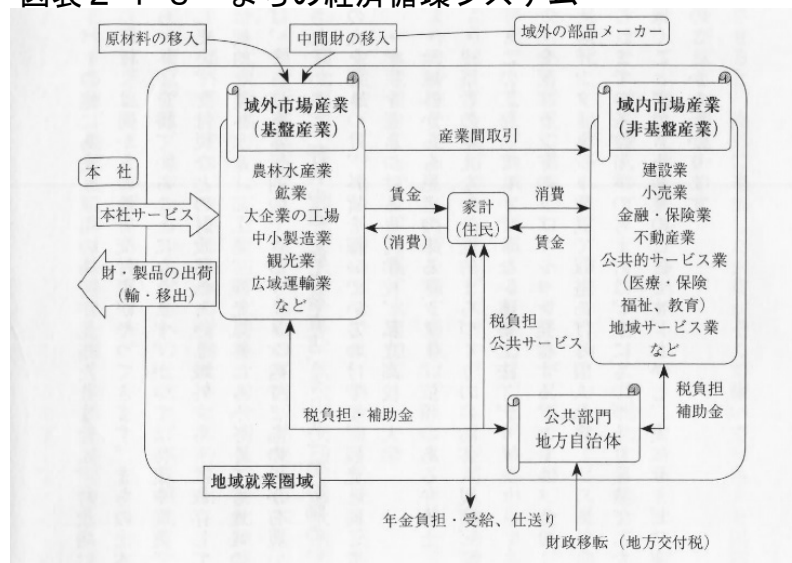 まちの経済循環システム
原材料の移入
中間財の移入
域外の部品メーカー
域外市場産業
(基盤産業)
域内市場産業
(非基盤産業)
産業間取引
本 社
本社サービス
財・製品の出荷
(輸・移出)
農林水産業
鉱業
大企業の工場
中小製造業
観光業
広域運輸業
など
賃金
(消費)
家計
(住民)
消費
賃金
建設業
小売業
金融・保険業
不動産業
公共的サービス業
(医療・保険
福祉、教育)
地域サービス業
など
税負担
公共サービス
税負担・補助金
公共部門
地方自治体
税負担
補助金
地域就業圏域
年金負担・受給、仕送り
財政移転(地方交付税)